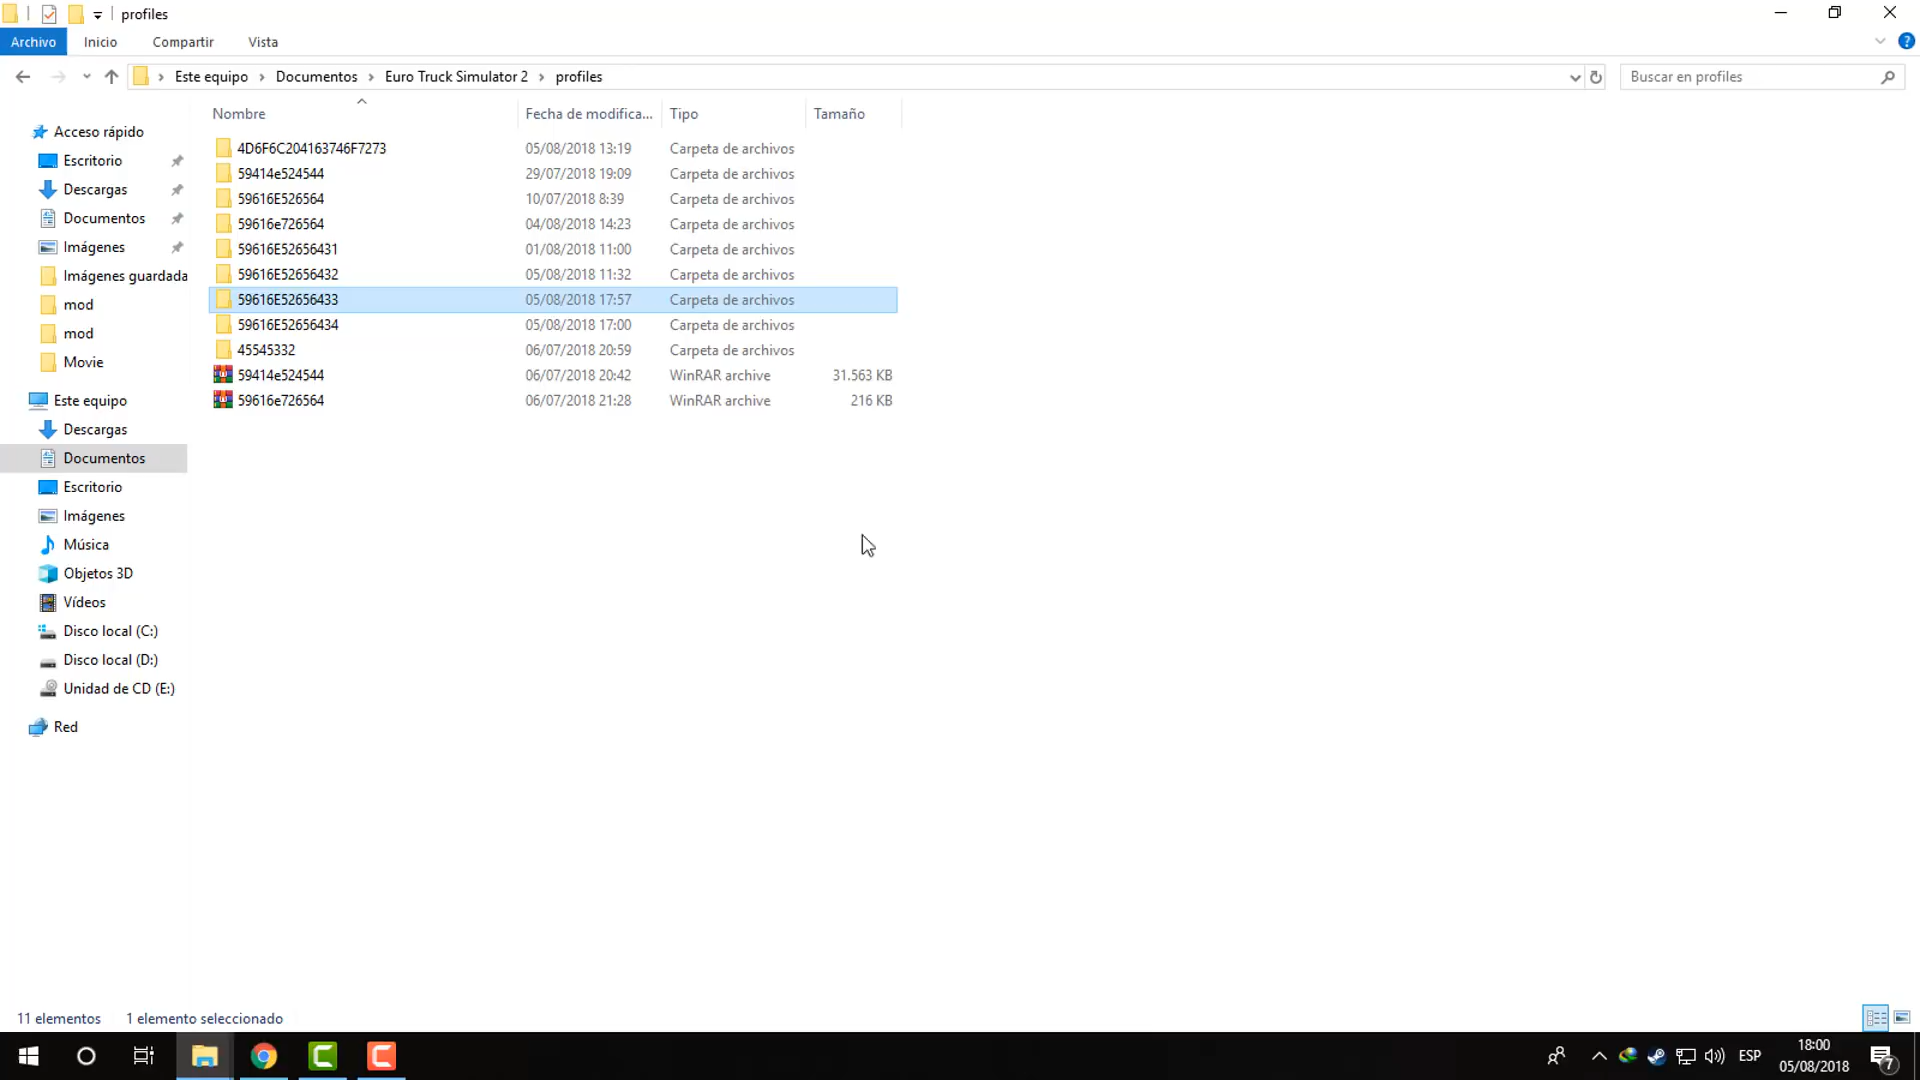 profiles
Archivo Inicio Compartir Vista
Este equipo Documentos Euro Truck Simulator 2 profiles
Buscar en profiles
Acceso rápido
Escritorio
Descargas
Documentos
Imágenes
Imágenes guardada
mod
mod
Movie
Este equipo
Descargas
Documentos
Escritorio
Imágenes
Música
Objetos 3D
Vídeos
Disco local (C:)
Disco local (D:)
Unidad de CD (E:)
Red
Nombre Fecha de modifica... Tipo Tamaño
4D6F6C204163746F7273 05/08/2018 13:19 Carpeta de archivos
59414e524544 29/07/2018 19:09 Carpeta de archivos
59616E526564 10/07/2018 8:39 Carpeta de archivos
59616e726564 04/08/2018 14:23 Carpeta de archivos
59616E52656431 01/08/2018 11:00 Carpeta de archivos
59616E52656432 05/08/2018 11:32 Carpeta de archivos
59616E52656433 05/08/2018 17:57 Carpeta de archivos
59616E52656434 05/08/2018 17:00 Carpeta de archivos
45545332 06/07/2018 20:59 Carpeta de archivos
59414e524544 06/07/2018 20:42 WinRAR archive 31.563 KB
59616e726564 06/07/2018 21:28 WinRAR archive 216 KB
11 elementos 1 elemento seleccionado
ESP
18:00
05/08/2018
7